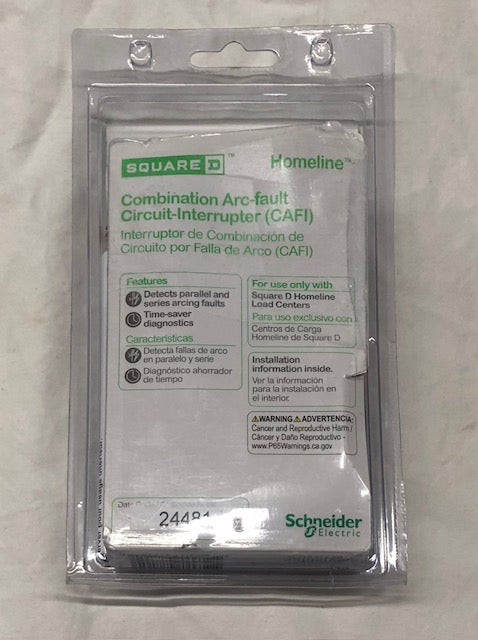 SQUARE D™
Homeline™
Combination Arc-fault
Circuit-Interrupter (CAFI)
Interruptor de Combinación de
Circuito por Falla de Arco (CAFI)
Features
Detects parallel and
series arcing faults
Time-saver
diagnostics
Características
Detecta fallas de arco
en paralelo y serie
Diagnóstico ahorrador
de tiempo
For use only with
Square D Homeline
Load Centers
Para uso exclusivo con
Centros de Carga
Homeline de Square D
Installation
information inside.
Ver la información
para la instalación en
el interior.
⚠WARNING ⚠ADVERTENCIA:
Cancer and Reproductive Harm /
Cáncer y Daño Reproductivo -
www.P65Warnings.ca.gov
24481
Schneider
Electric